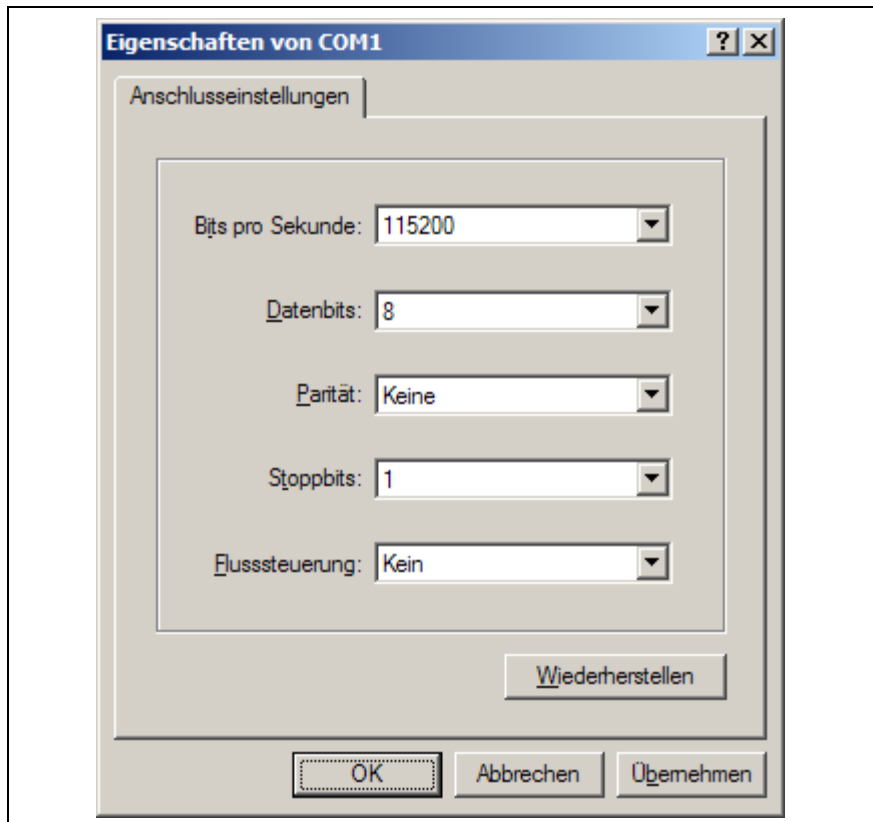 Eigenschaften von COM1
Anschlusseinstellungen
Bits pro Sekunde: 115200
Datenbits: 8
Parität: Keine
Stoppbits: 1
Flusssteuerung: Kein
Wiederherstellen
OK Abbrechen Übernehmen